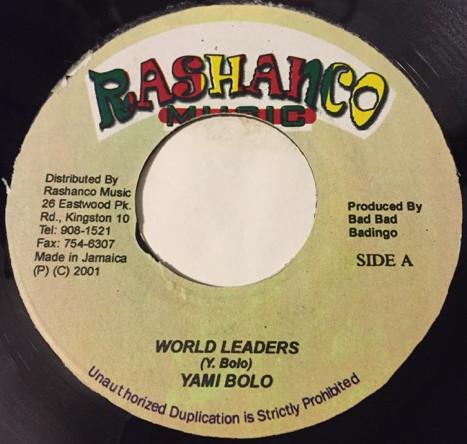 RASHANCO
MUSIC
Distributed By
Rashanco Music
26 Eastwood Pk.
Rd., Kingston 10
Tel: 908-1521
Fax: 754-6307
Made in Jamaica
(P) (C) 2001
Produced By
Bad Bad
Badingo
SIDE A
WORLD LEADERS
(Y. Bolo)
YAMI BOLO
Unauthorized Duplication is Strictly Prohibited